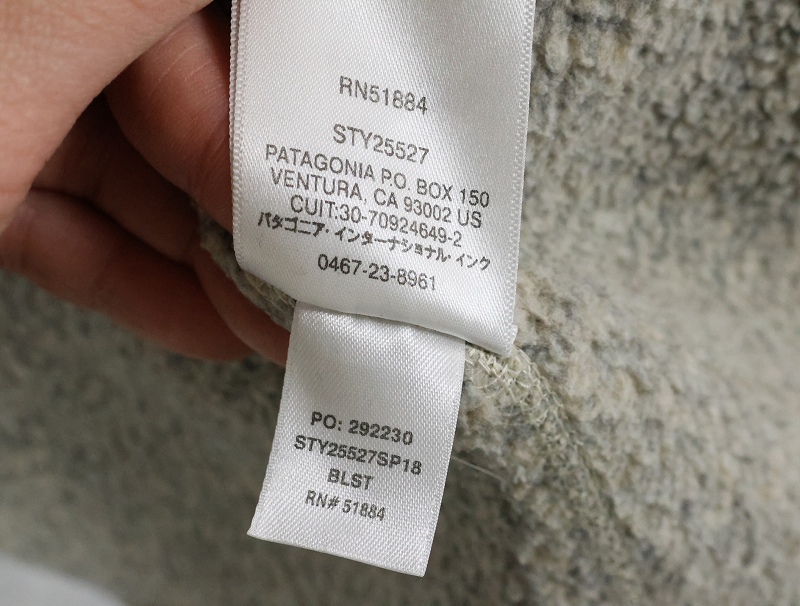 RN51884
STY25527
PATAGONIA P.O. BOX 150
VENTURA, CA 93002 US
CUIT:30-70924649-2
パタゴニア・インターナショナル・インク
0467-23-8961
PO: 292230
STY25527SP18
BLST
RN# 51884